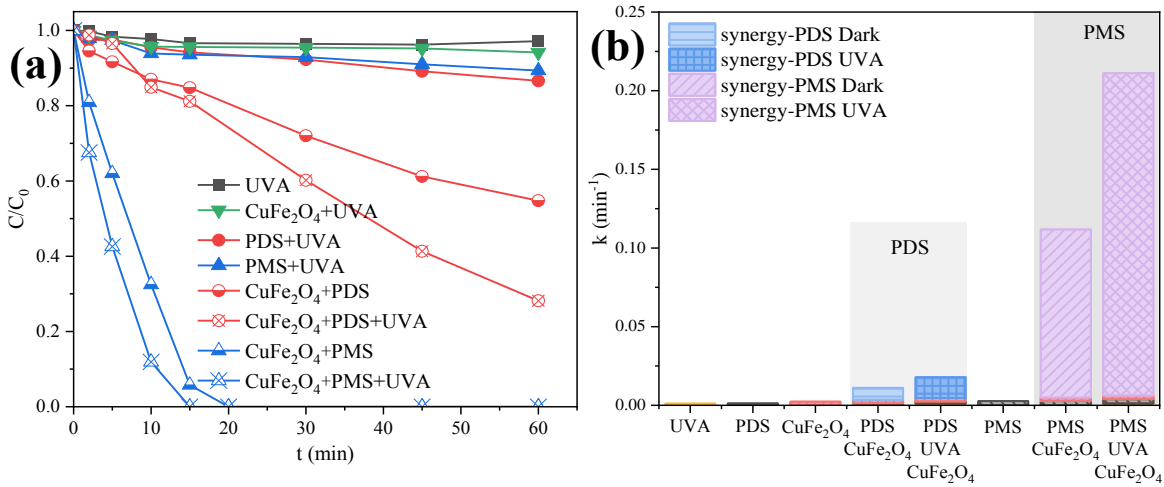 (a)
1.0
0.8
0.6
0.4
0.2
0.0
C/C₀
0
10
20
30
40
50
60
t (min)
UVA
CuFe₂O₄+UVA
PDS+UVA
PMS+UVA
CuFe₂O₄+PDS
CuFe₂O₄+PDS+UVA
CuFe₂O₄+PMS
CuFe₂O₄+PMS+UVA
(b)
0.25
0.20
0.15
0.10
0.05
0.00
k (min⁻¹)
synergy-PDS Dark
synergy-PDS UVA
synergy-PMS Dark
synergy-PMS UVA
PDS
PMS
UVA
PDS
CuFe₂O₄
PDS
CuFe₂O₄
PDS
UVA
CuFe₂O₄
PMS
PMS
CuFe₂O₄
PMS
UVA
CuFe₂O₄